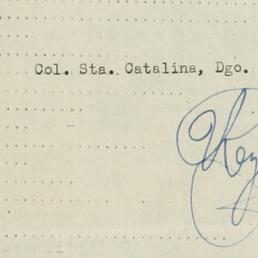 Col. Sta. Catalina, Dgo.